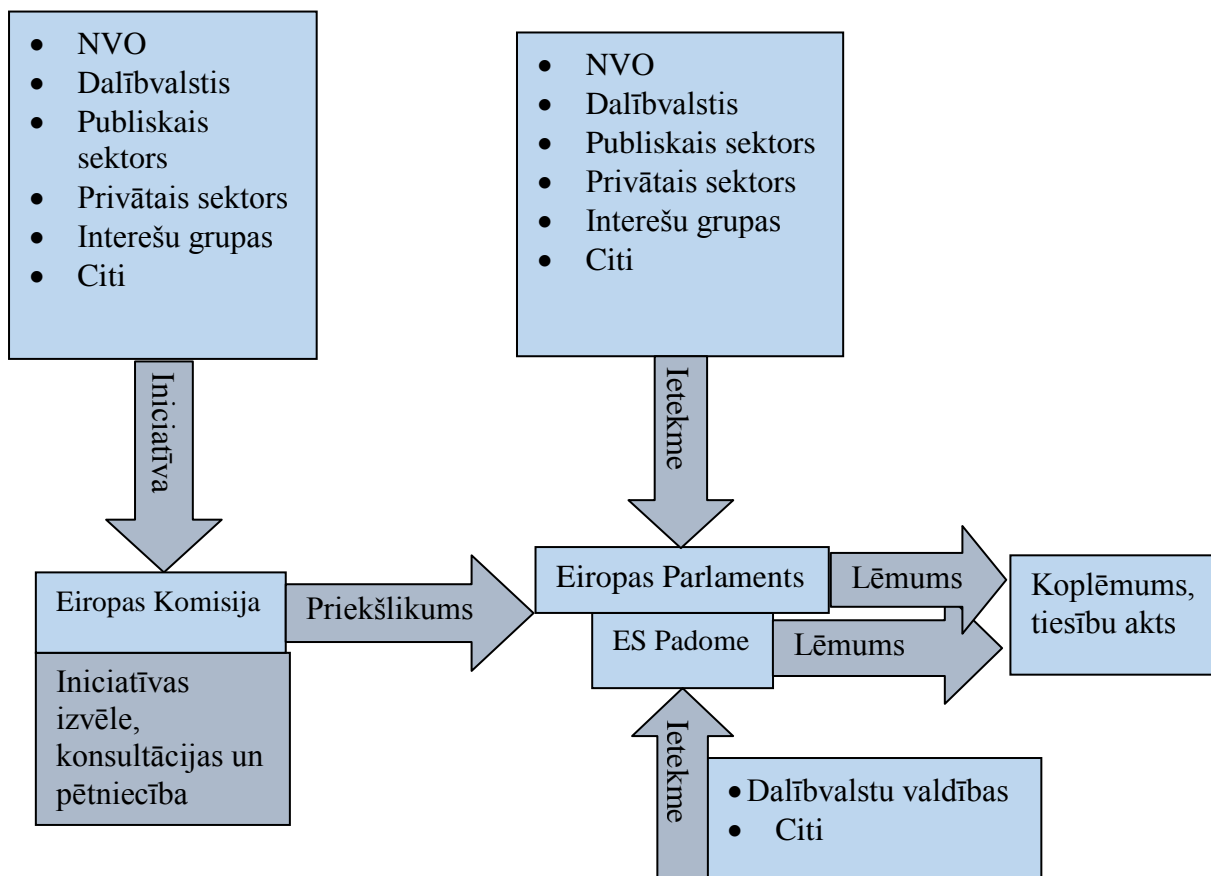 NVO
Dalībvalstis
Publiskais
sektors
Privātais sektors
Interešu grupas
Citi
NVO
Dalībvalstis
Publiskais sektors
Privātais sektors
Interešu grupas
Citi
Iniciatīva
Ietekme
Eiropas Komisija
Priekšlikums
Eiropas Parlaments
Lēmums
ES Padome
Lēmums
Koplēmums,
tiesību akts
Iniciatīvas
izvēle,
konsultācijas un
pētniecība
Ietekme
Dalībvalstu valdības
Citi